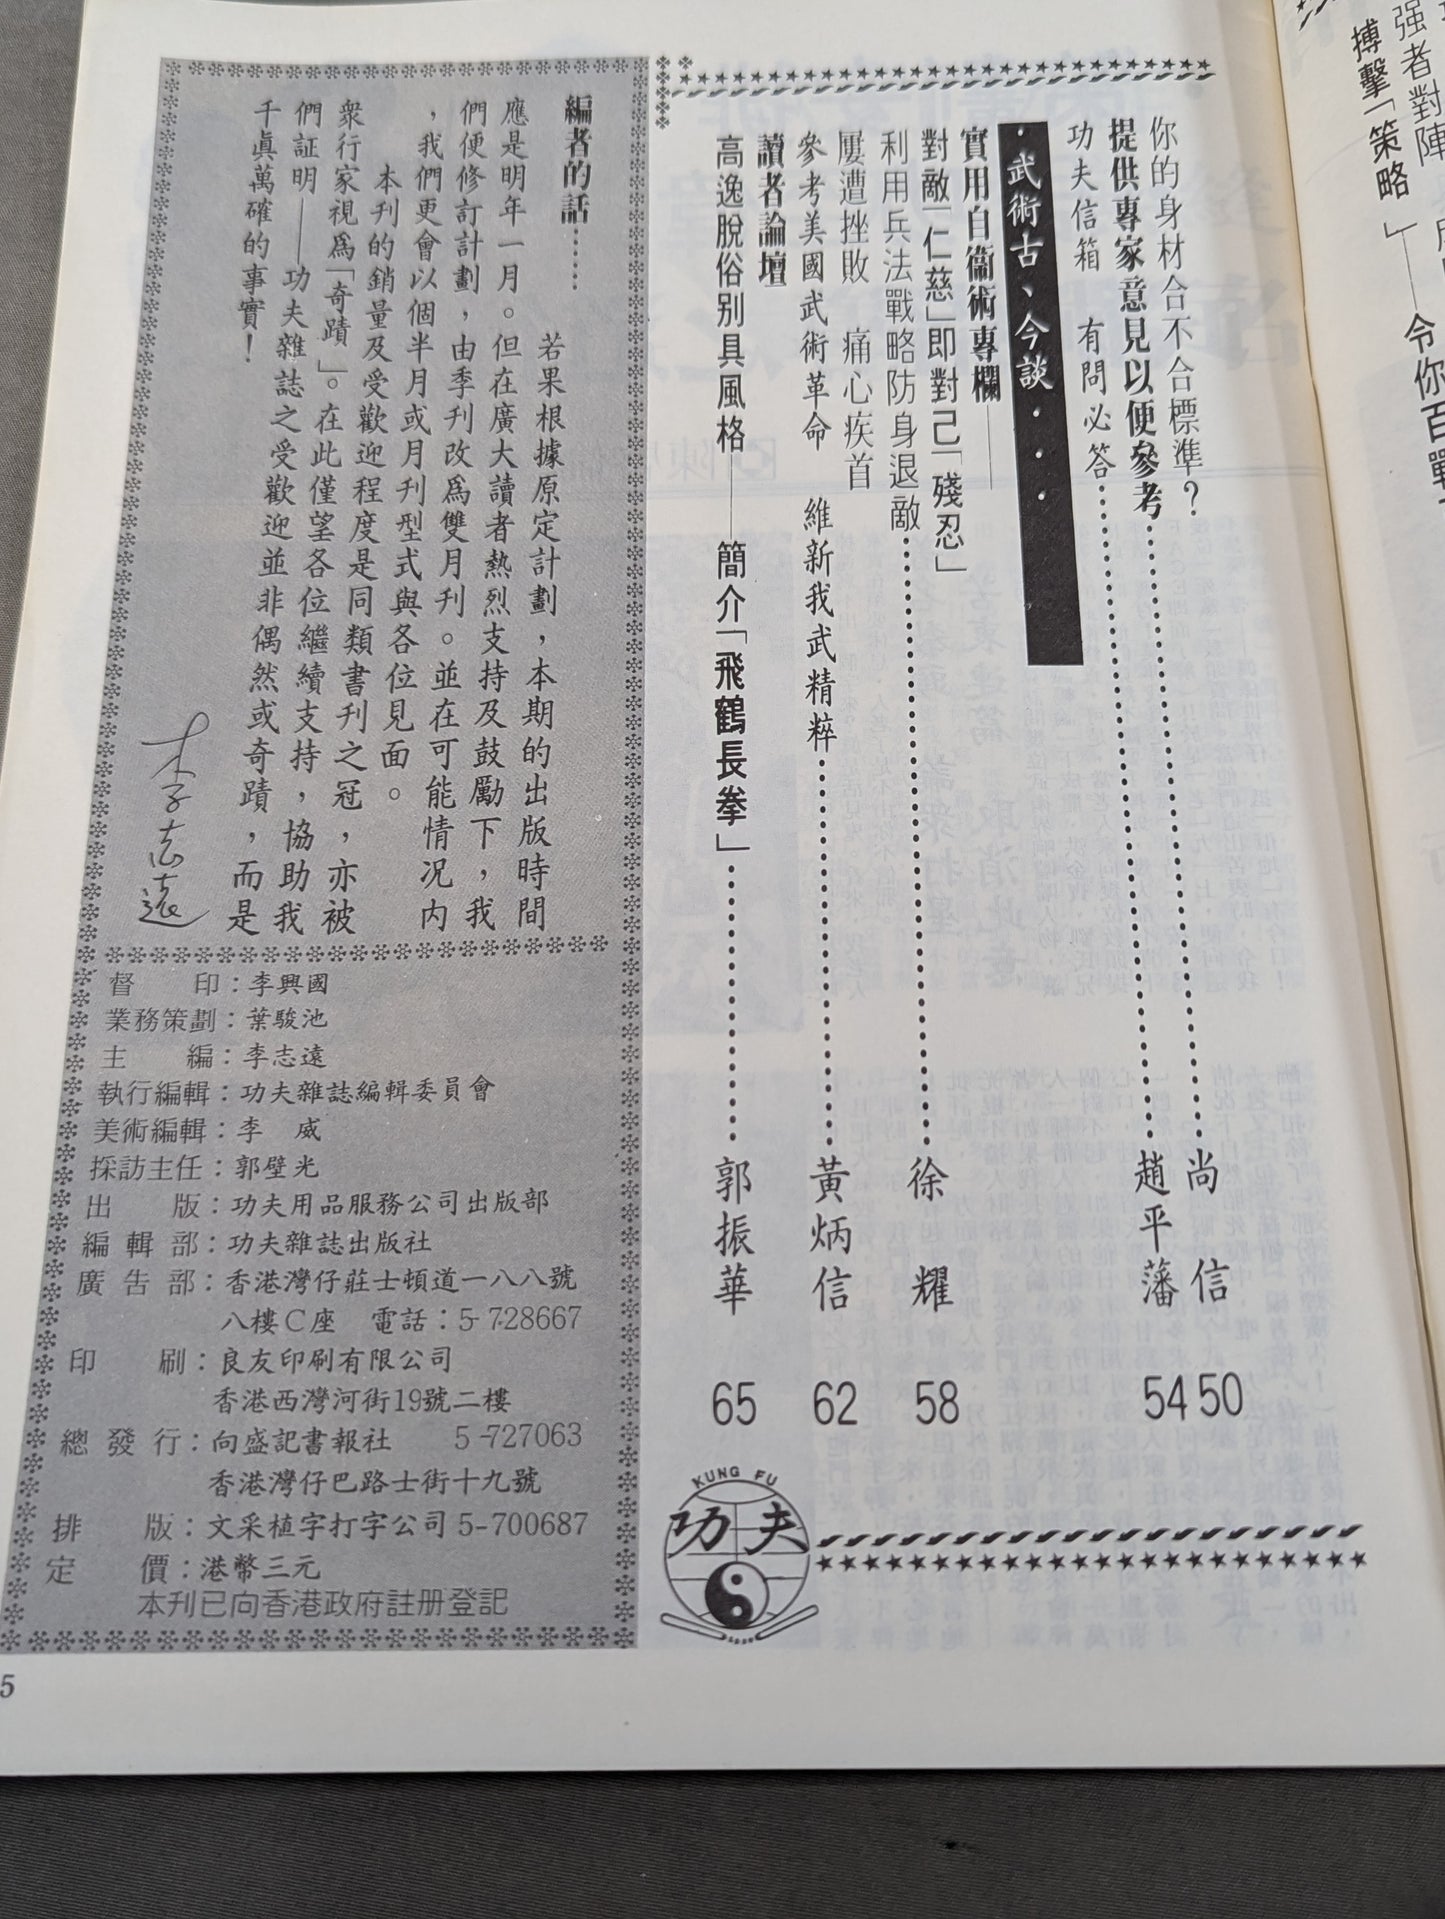 强者對陣
搏擊「策略」——令你百戰
你的身材合不合標準？……尚　信　50
提供專家意見以便參考……趙平藩　54
功夫信箱　有問必答
·武術古、今談····
實用自衞術專欄——
對敵「仁慈」即對己「殘忍」
利用兵法戰略防身退敵……徐　耀　58
屢遭挫敗　痛心疾首
參考美國武術革命　維新我武精粹……黃炳信　62
讀者論壇
高逸脫俗別具風格——簡介「飛鶴長拳」……郭振華　65
KUNG FU
功夫
編者的話……
若果根據原定計劃，本期的出版時間
應是明年一月。但在廣大讀者熱烈支持及鼓勵下，我
們便修訂計劃，由季刊改爲雙月刊。並在可能情況內
，我們更會以個半月或月刊型式與各位見面。
本刊的銷量及受歡迎程度是同類書刊之冠，亦被
衆行家視爲「奇蹟」。在此僅望各位繼續支持，協助我
們証明——功夫雜誌之受歡迎並非偶然或奇蹟，而是
千眞萬確的事實！
李志遠
督　　印：李興國
業務策劃：葉駿池
主　　編：李志遠
執行編輯：功夫雜誌編輯委員會
美術編輯：李　威
採訪主任：郭壁光
出　　版：功夫用品服務公司出版部
編 輯 部：功夫雜誌出版社
廣 告 部：香港灣仔莊士頓道一八八號
八樓C座　電話：5-728667
印　　刷：良友印刷有限公司
香港西灣河街19號二樓
總 發 行：向盛記書報社　5-727063
香港灣仔巴路士街十九號
排　　版：文采植字打字公司 5-700687
定　　價：港幣三元
本刊已向香港政府註册登記
5